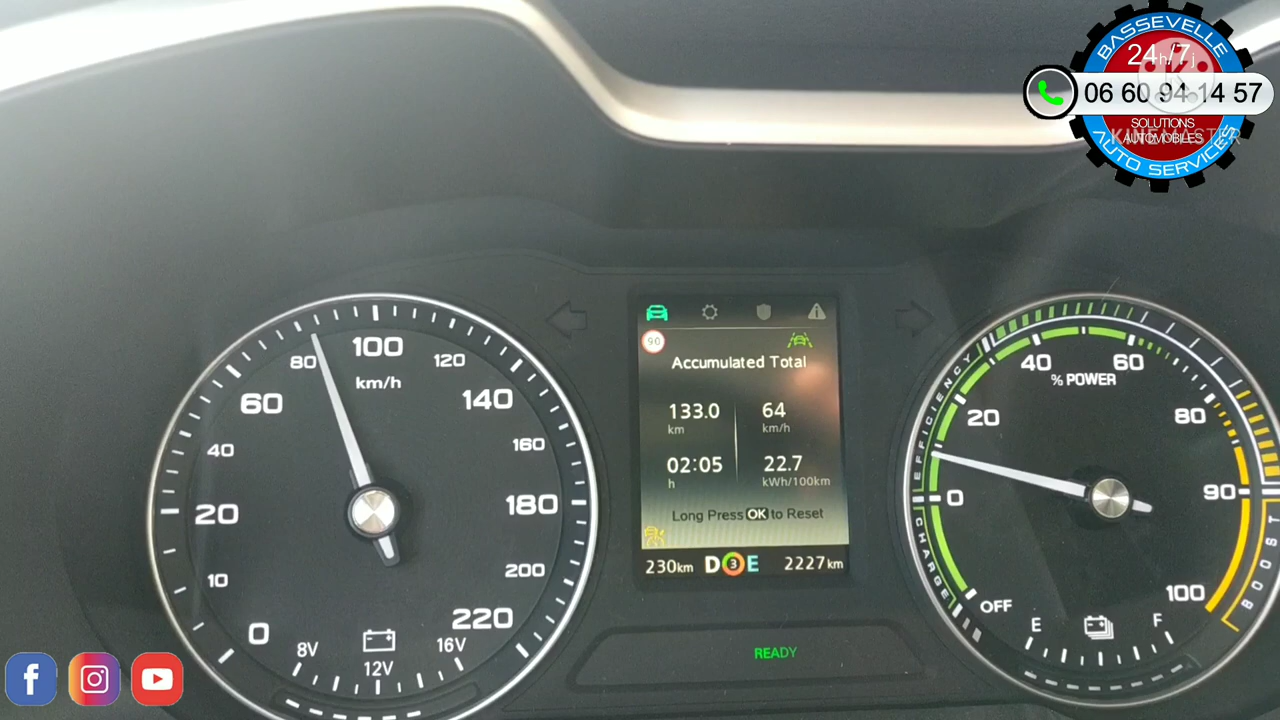 BASSEVELLE
24h/7j
06 60 94 14 57
SOLUTIONS
AUTOMOBILES
KINEMASTER
AUTO SERVICES
0
10
20
40
60
80
100
120
140
160
180
200
220
km/h
8V
12V
16V
90
Accumulated Total
133.0 km
64 km/h
02:05 h
22.7 kWh/100km
Long Press OK to Reset
230km D 3 E 2227km
READY
EFFICIENCY
CHARGE
BOOST
OFF
0
20
40
60
80
90
100
% POWER
E
F